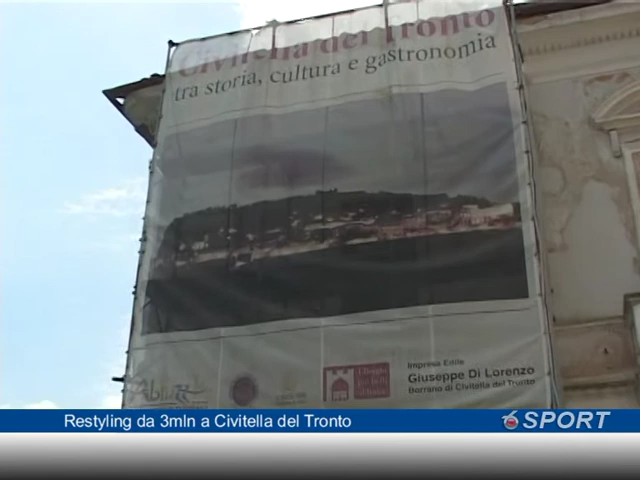 Civitella del Tronto
tra storia, cultura e gastronomia
Impresa Edile
Giuseppe Di Lorenzo
Borrano di Civitella del Tronto
Restyling da 3mln a Civitella del Tronto
SPORT